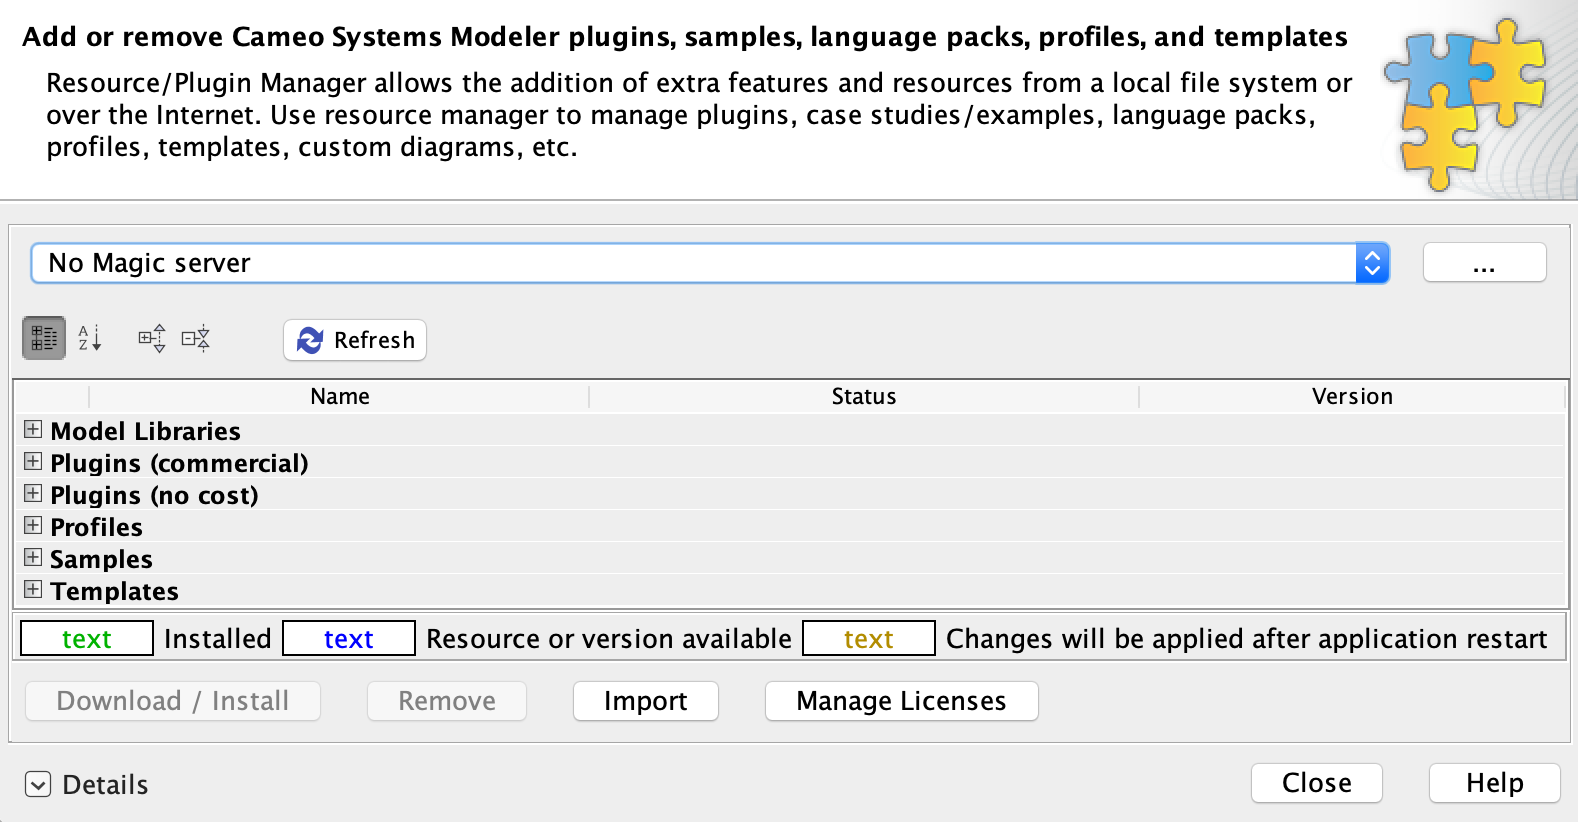 Add or remove Cameo Systems Modeler plugins, samples, language packs, profiles, and templates
Resource/Plugin Manager allows the addition of extra features and resources from a local file system or
over the Internet. Use resource manager to manage plugins, case studies/examples, language packs,
profiles, templates, custom diagrams, etc.
No Magic server ...
A Z Refresh
Name Status Version
Model Libraries
Plugins (commercial)
Plugins (no cost)
Profiles
Samples
Templates
text Installed text Resource or version available text Changes will be applied after application restart
Download / Install Remove Import Manage Licenses
Details Close Help